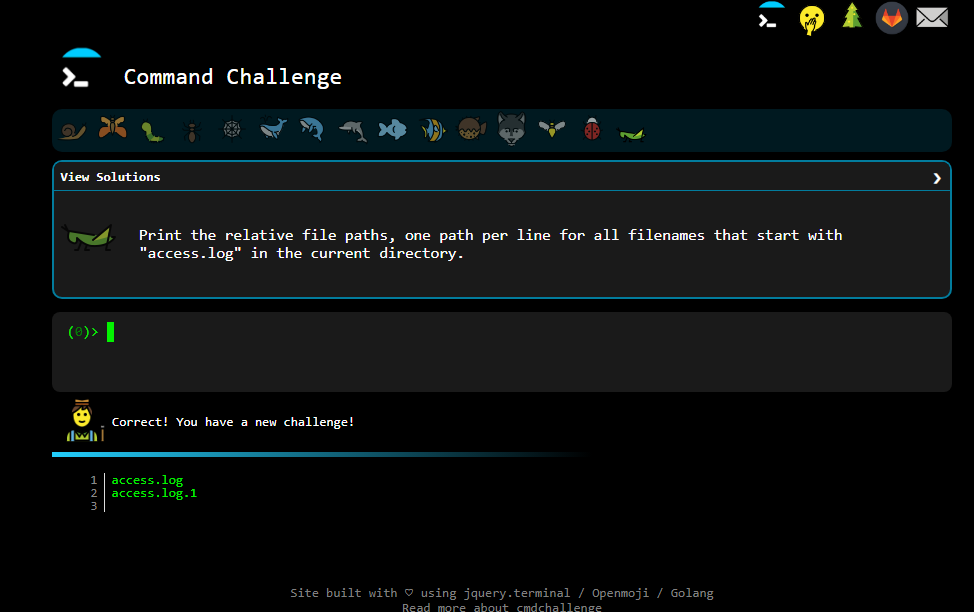 Command Challenge
View Solutions
Print the relative file paths, one path per line for all filenames that start with
"access.log" in the current directory.
(0)>
Correct! You have a new challenge!
1 access.log
2 access.log.1
3
Site built with ♡ using jquery.terminal / Openmoji / Golang
Read more about cmdchallenge